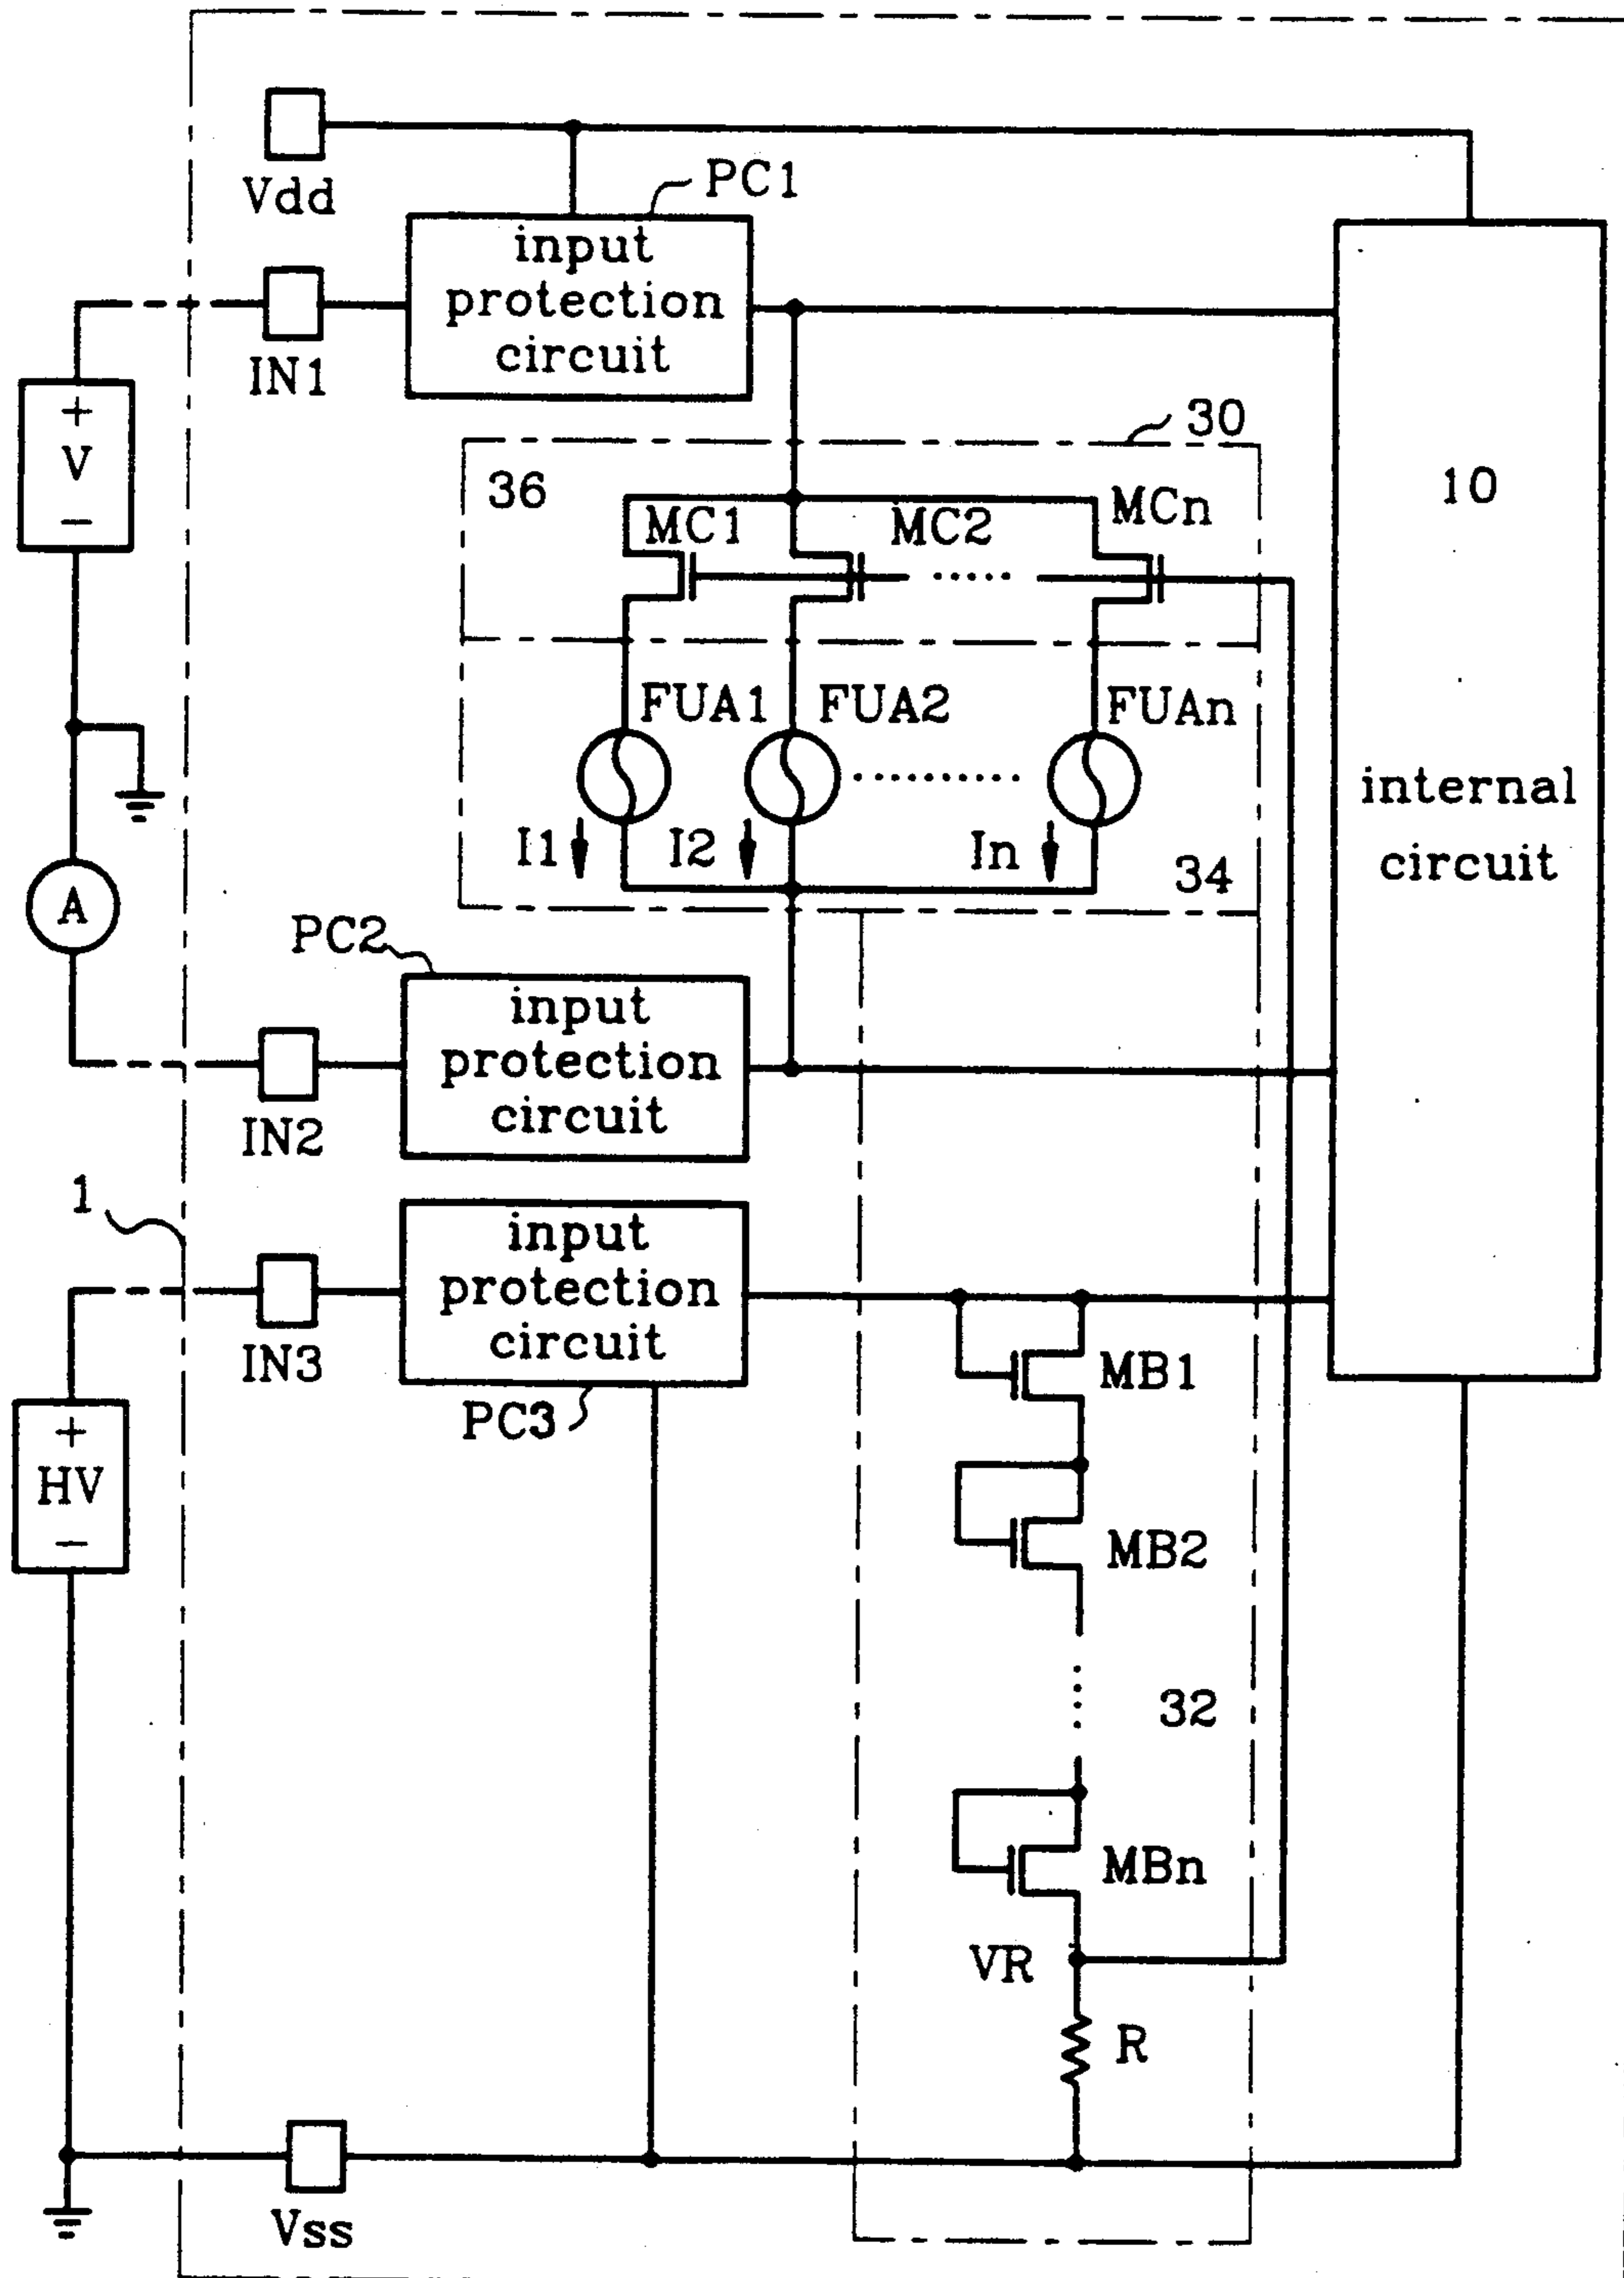 Vdd
PC1
input
protection
circuit
IN1
+
V
−
30
36
10
MC1
MC2
MCn
.....
FUA1
FUA2
FUAn
..........
internal
circuit
I1
I2
In
34
A
PC2
input
protection
circuit
IN2
1
input
protection
circuit
IN3
PC3
MB1
+
HV
−
MB2
32
MBn
VR
R
Vss